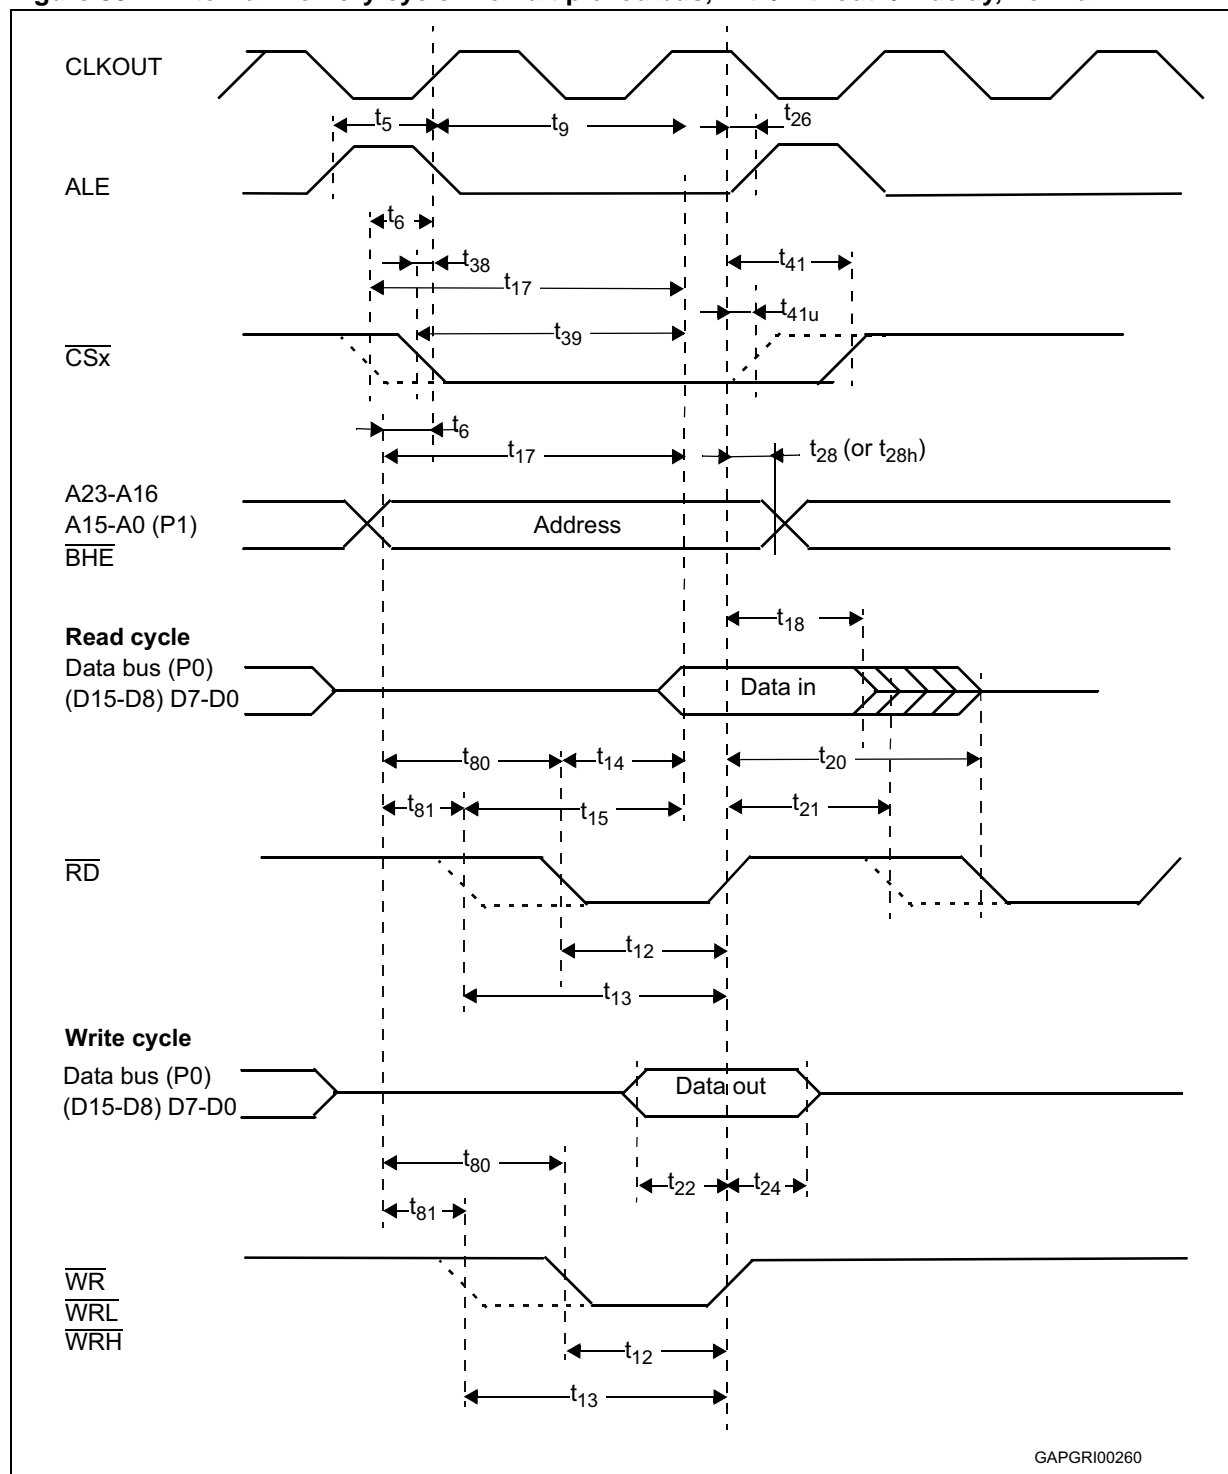 CLKOUT
t5
t9
t26
ALE
t6
t38
t41
t17
t41u
t39
CSx
t6
t17
t28 (or t28h)
A23-A16
A15-A0 (P1)
Address
BHE
t18
Read cycle
Data bus (P0)
Data in
(D15-D8) D7-D0
t80
t14
t20
t81
t15
t21
RD
t12
t13
Write cycle
Data bus (P0)
Data out
(D15-D8) D7-D0
t80
t22
t24
t81
WR
WRL
WRH
t12
t13
GAPGRI00260